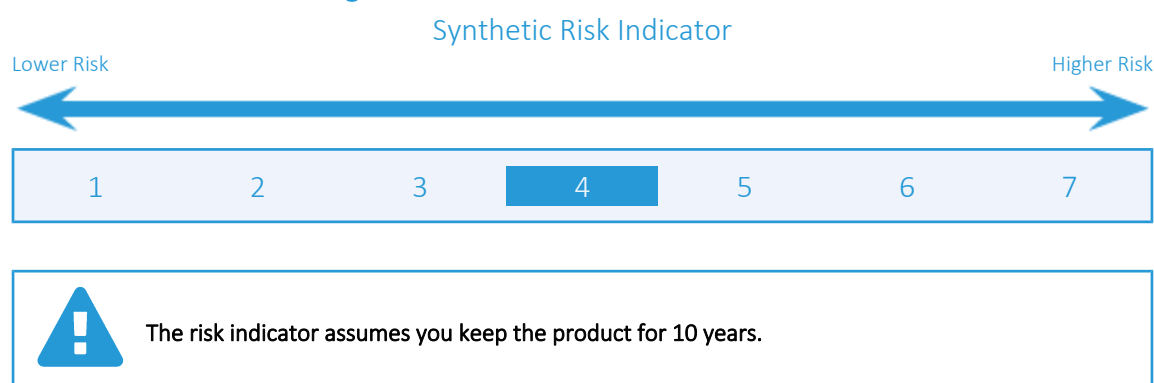 Synthetic Risk Indicator
Lower Risk Higher Risk
1 2 3 4 5 6 7
The risk indicator assumes you keep the product for 10 years.